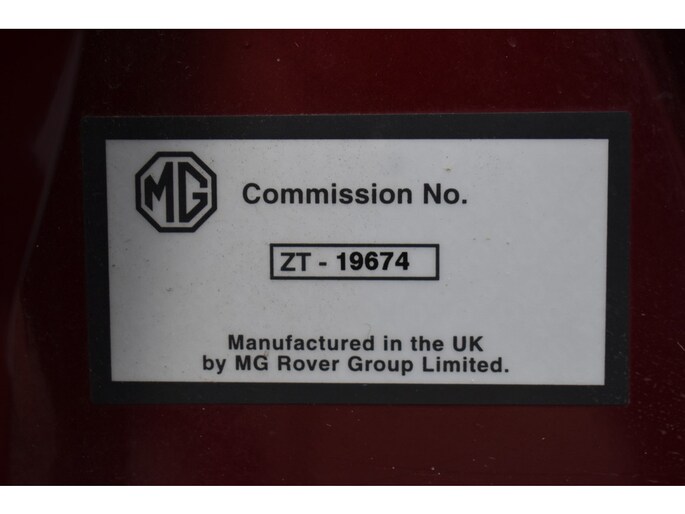 MG
Commission No.
ZT - 19674
Manufactured in the UK
by MG Rover Group Limited.